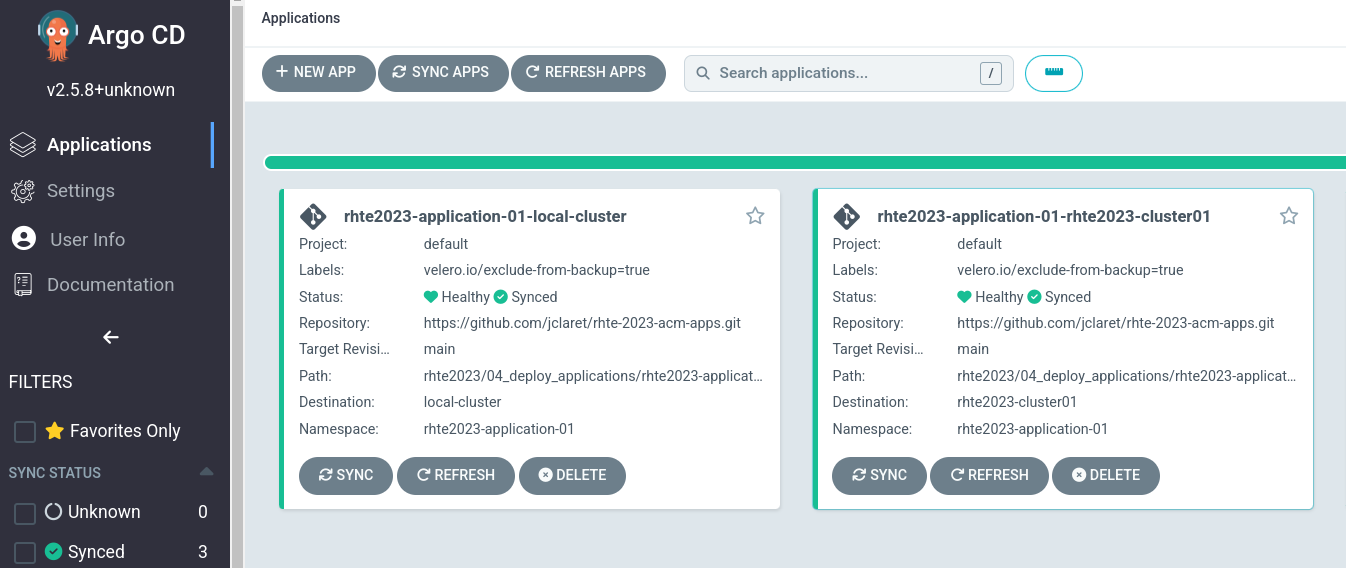 Argo CD
v2.5.8+unknown
Applications
Settings
User Info
Documentation
FILTERS
Favorites Only
SYNC STATUS
Unknown 0
Synced 3
Applications
NEW APP SYNC APPS REFRESH APPS Search applications... /
rhte2023-application-01-local-cluster
Project: default
Labels: velero.io/exclude-from-backup=true
Status: Healthy Synced
Repository: https://github.com/jclaret/rhte-2023-acm-apps.git
Target Revisi... main
Path: rhte2023/04_deploy_applications/rhte2023-applicat...
Destination: local-cluster
Namespace: rhte2023-application-01
SYNC REFRESH DELETE
rhte2023-application-01-rhte2023-cluster01
Project: default
Labels: velero.io/exclude-from-backup=true
Status: Healthy Synced
Repository: https://github.com/jclaret/rhte-2023-acm-apps.git
Target Revisi... main
Path: rhte2023/04_deploy_applications/rhte2023-applicat...
Destination: rhte2023-cluster01
Namespace: rhte2023-application-01
SYNC REFRESH DELETE